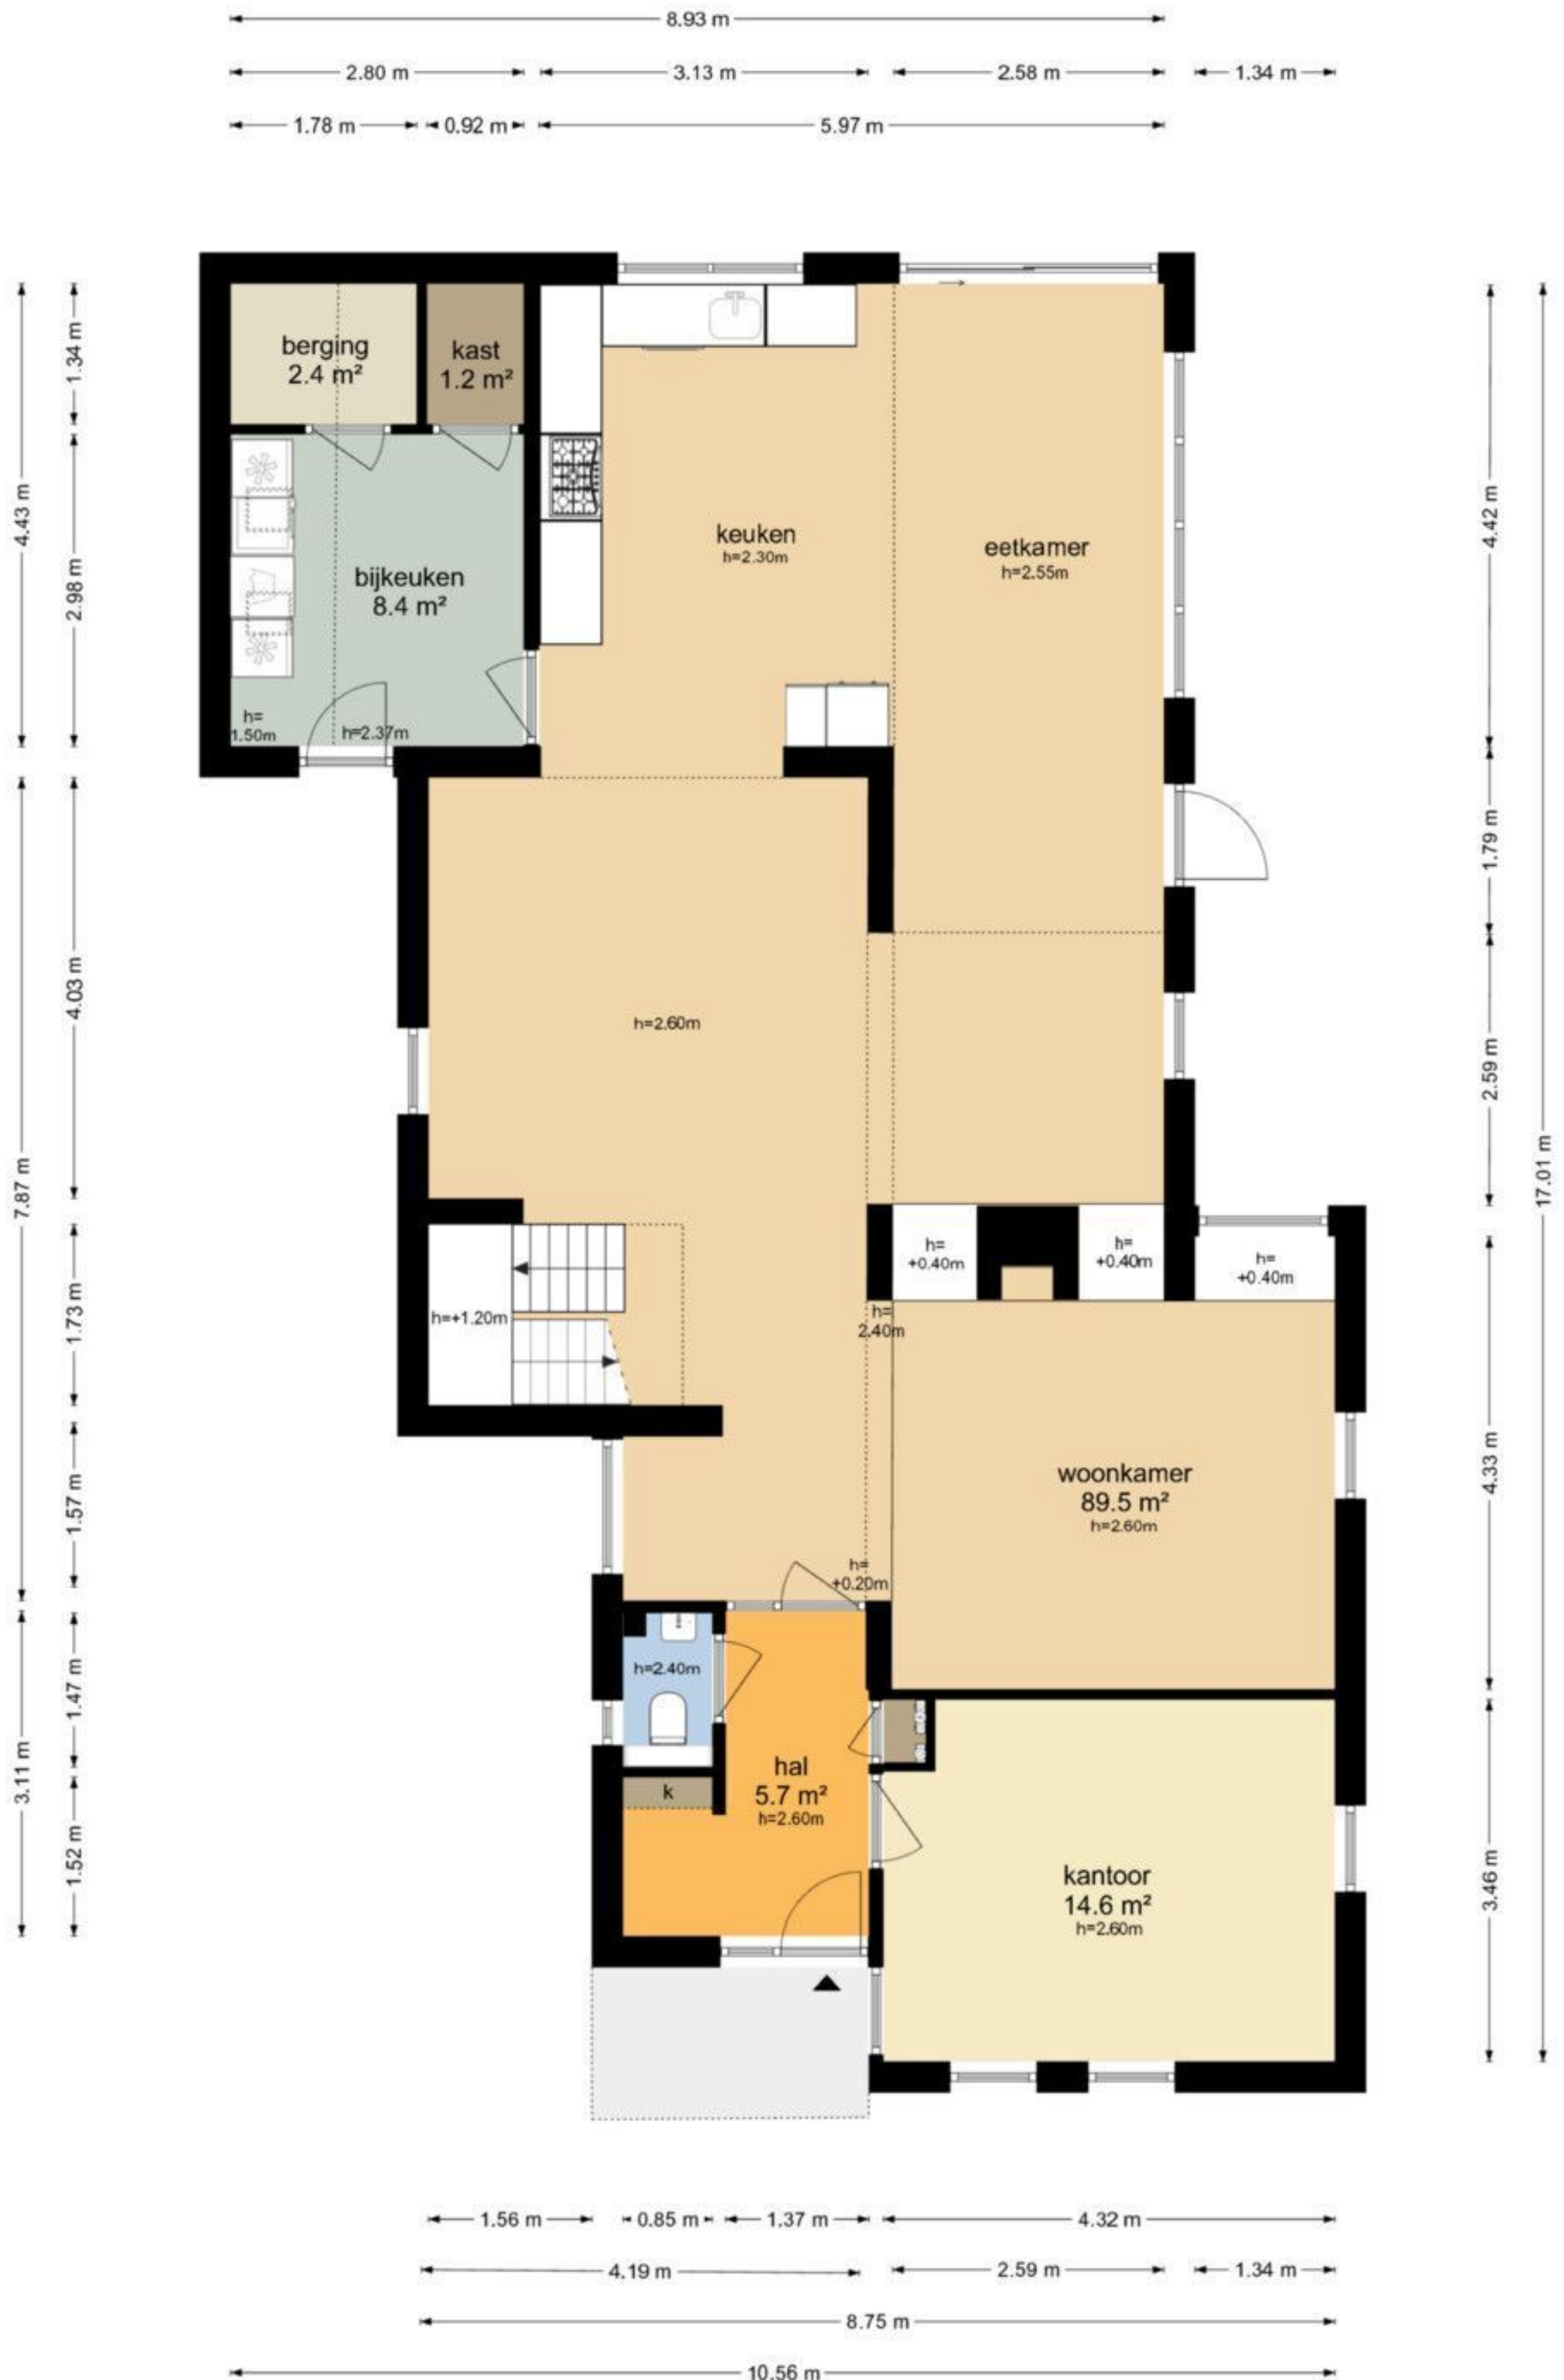 8.93 m
2.80 m
3.13 m
2.58 m
1.34 m
1.78 m
0.92 m
5.97 m
berging
2.4 m²
kast
1.2 m²
1.34 m
4.43 m
2.98 m
bijkeuken
8.4 m²
h=
1.50m
h=2.37m
keuken
h=2.30m
eetkamer
h=2.55m
4.42 m
1.79 m
4.03 m
h=2.60m
2.59 m
7.87 m
17.01 m
h=
+0.40m
h=
+0.40m
h=
+0.40m
1.73 m
h=+1.20m
h=
2.40m
4.33 m
woonkamer
89.5 m²
h=2.60m
1.57 m
h=
+0.20m
1.47 m
h=2.40m
3.11 m
hal
5.7 m²
h=2.60m
k
1.52 m
kantoor
14.6 m²
h=2.60m
3.46 m
1.56 m
0.85 m
1.37 m
4.32 m
4.19 m
2.59 m
1.34 m
8.75 m
10.56 m